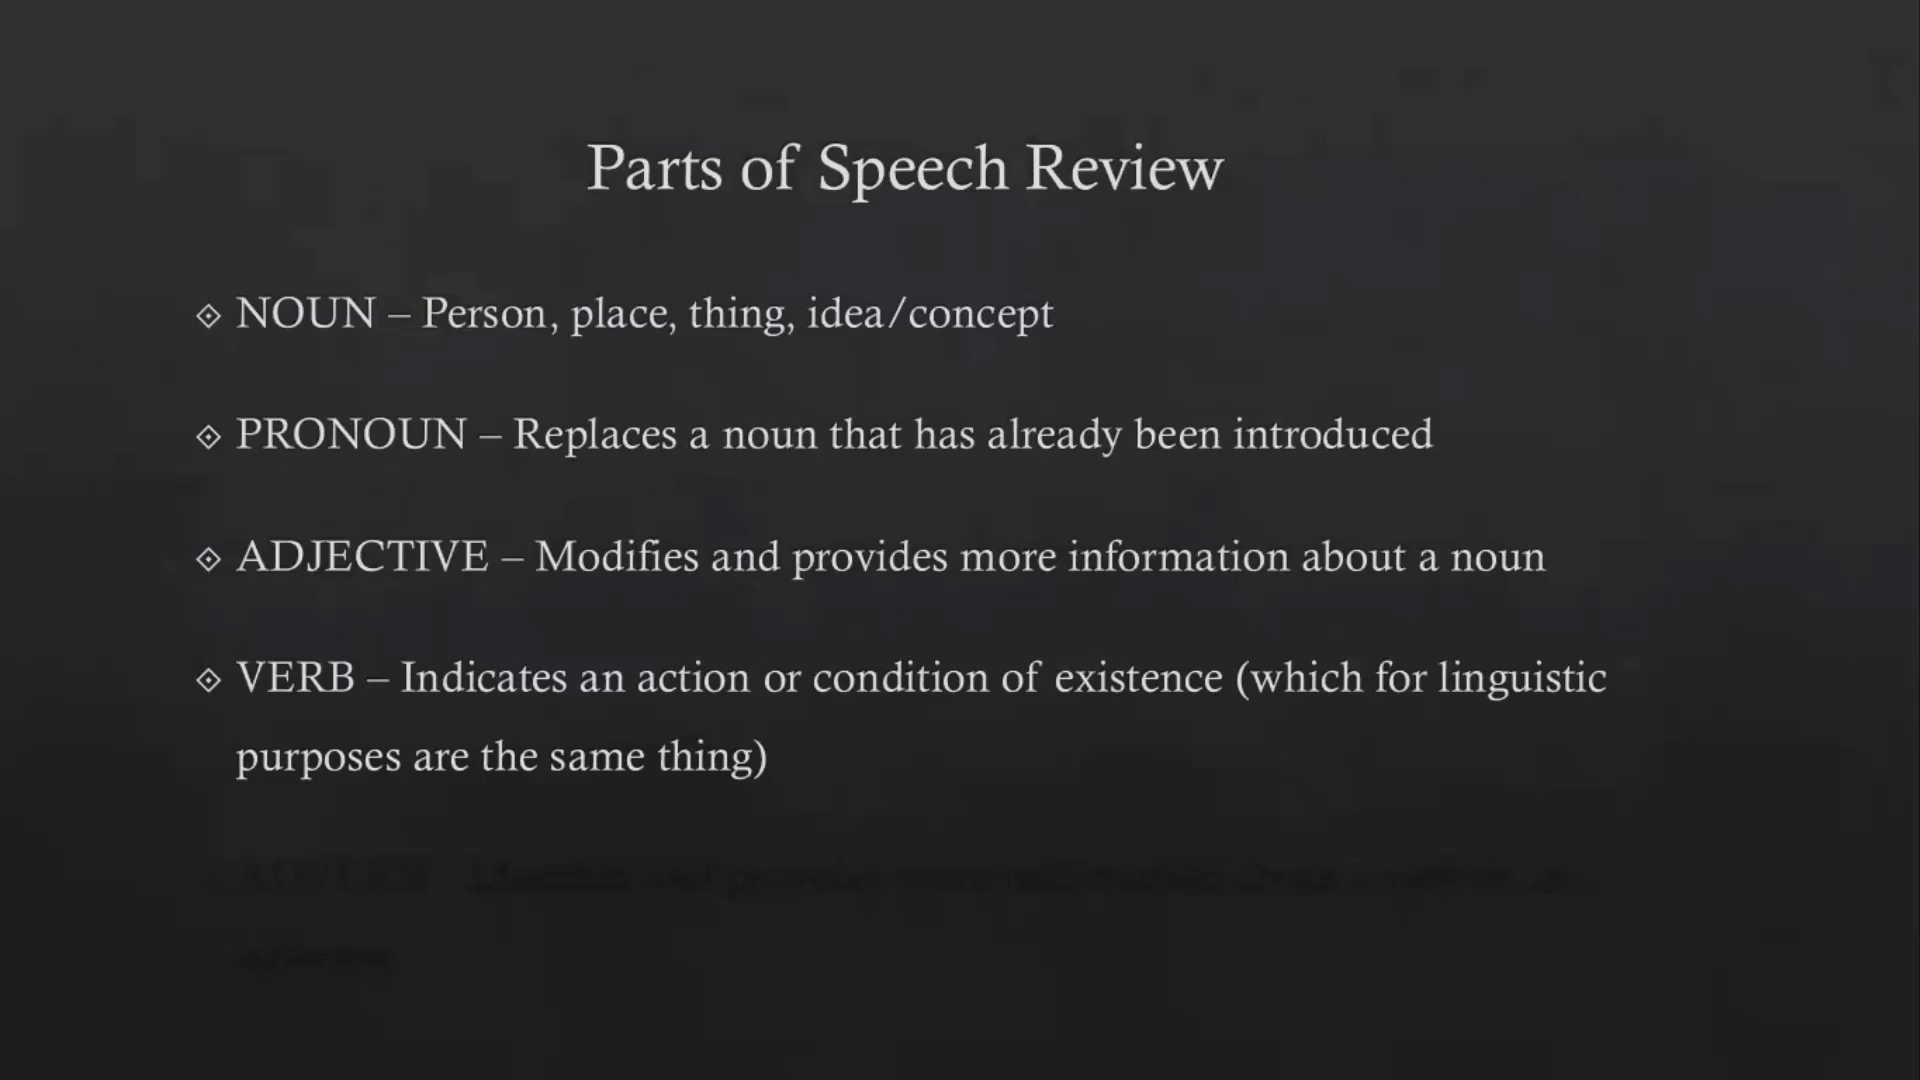 Parts of Speech Review
NOUN – Person, place, thing, idea/concept
PRONOUN – Replaces a noun that has already been introduced
ADJECTIVE – Modifies and provides more information about a noun
VERB – Indicates an action or condition of existence (which for linguistic
purposes are the same thing)